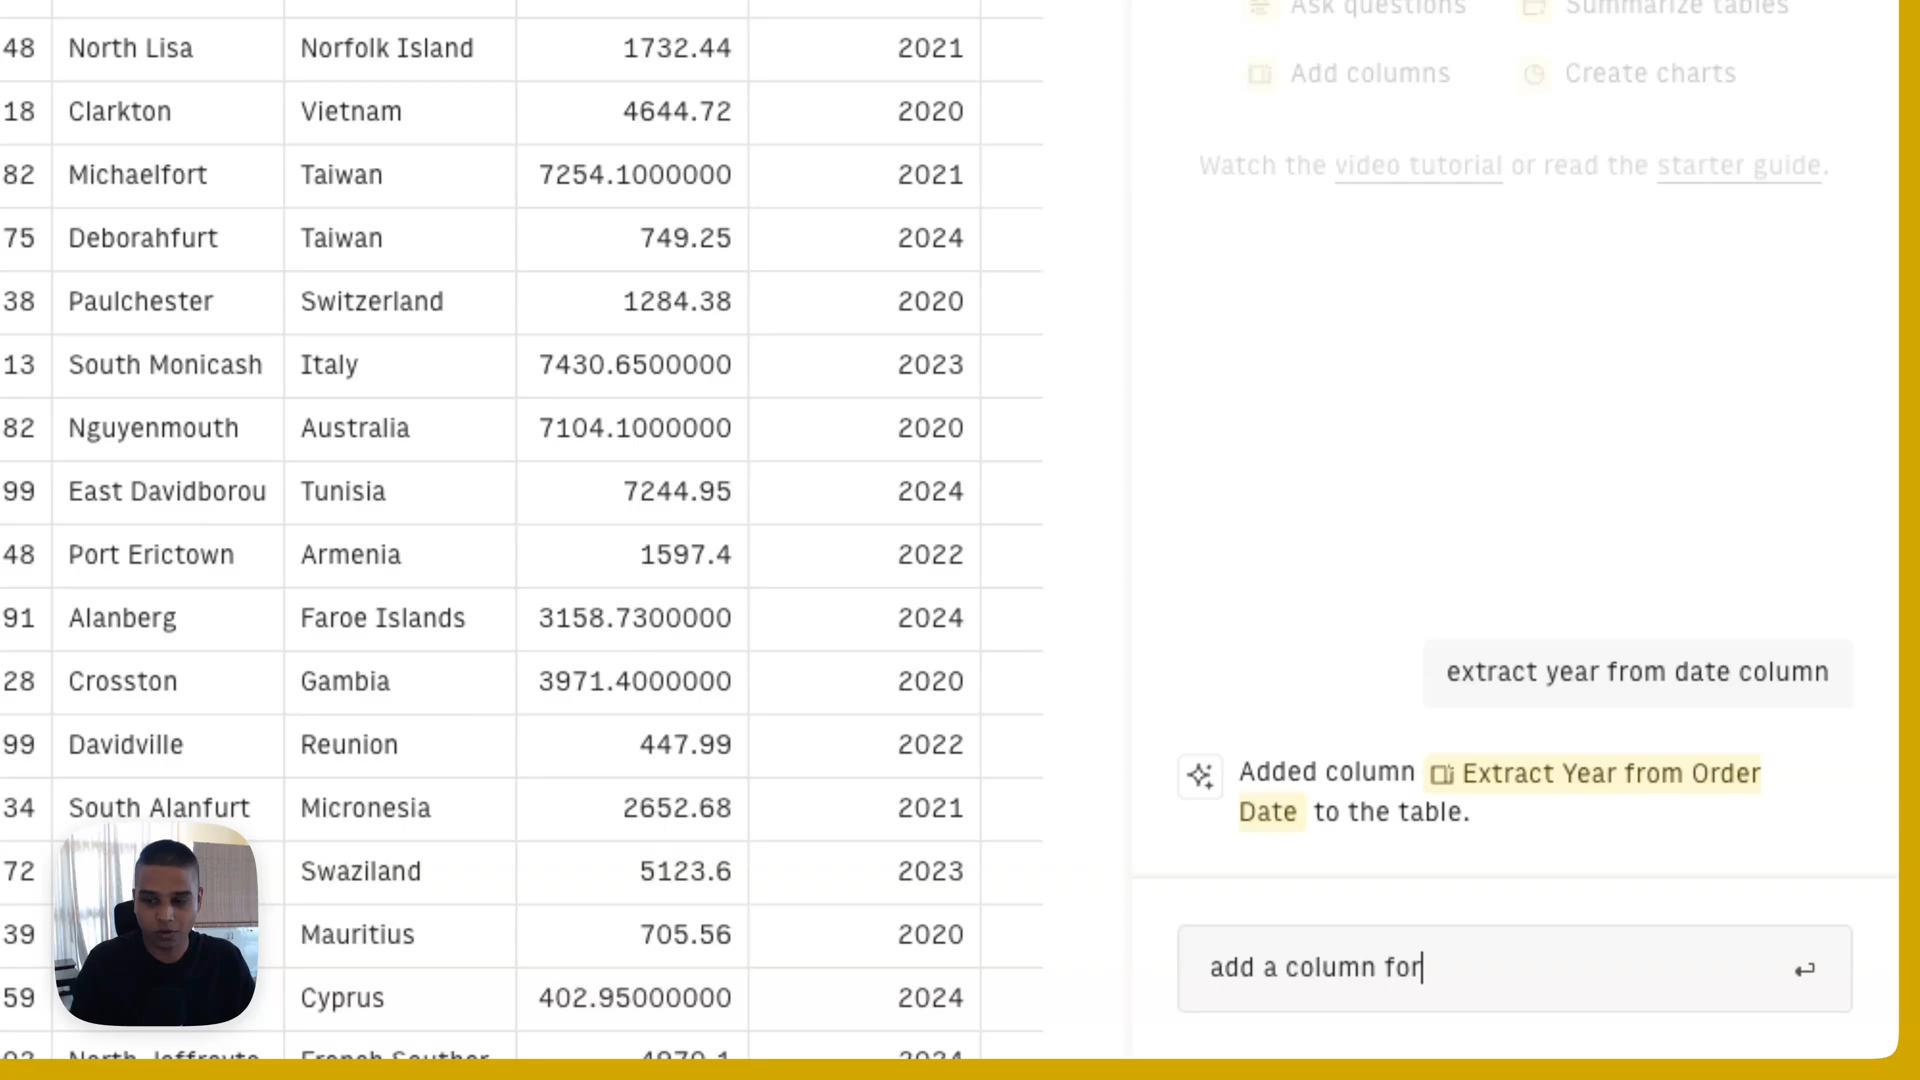 Ask questions Summarize tables
48 North Lisa Norfolk Island 1732.44 2021
Add columns Create charts
18 Clarkton Vietnam 4644.72 2020
Watch the video tutorial or read the starter guide.
82 Michaelfort Taiwan 7254.1000000 2021
75 Deborahfurt Taiwan 749.25 2024
38 Paulchester Switzerland 1284.38 2020
13 South Monicash Italy 7430.6500000 2023
82 Nguyenmouth Australia 7104.1000000 2020
99 East Davidborou Tunisia 7244.95 2024
48 Port Erictown Armenia 1597.4 2022
91 Alanberg Faroe Islands 3158.7300000 2024
28 Crosston Gambia 3971.4000000 2020
99 Davidville Reunion 447.99 2022
34 South Alanfurt Micronesia 2652.68 2021
72 Swaziland 5123.6 2023
39 Mauritius 705.56 2020
59 Cyprus 402.95000000 2024
extract year from date column
Added column Extract Year from Order
Date to the table.
add a column for